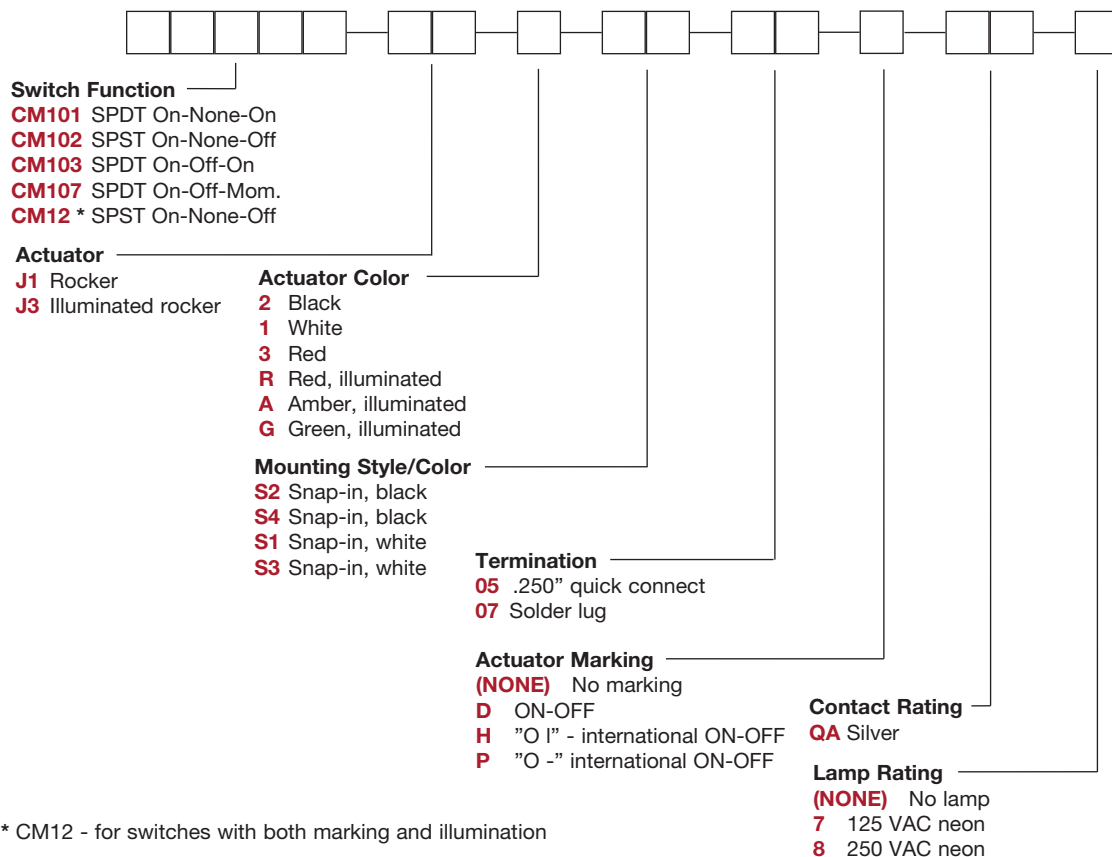 Switch Function
CM101 SPDT On-None-On
CM102 SPST On-None-Off
CM103 SPDT On-Off-On
CM107 SPDT On-Off-Mom.
CM12 * SPST On-None-Off
Actuator
J1 Rocker
J3 Illuminated rocker
Actuator Color
2 Black
1 White
3 Red
R Red, illuminated
A Amber, illuminated
G Green, illuminated
Mounting Style/Color
S2 Snap-in, black
S4 Snap-in, black
S1 Snap-in, white
S3 Snap-in, white
Termination
05 .250” quick connect
07 Solder lug
Actuator Marking
(NONE) No marking
D ON-OFF
H ”O I” - international ON-OFF
P ”O -” international ON-OFF
Contact Rating
QA Silver
Lamp Rating
(NONE) No lamp
7 125 VAC neon
8 250 VAC neon
* CM12 - for switches with both marking and illumination